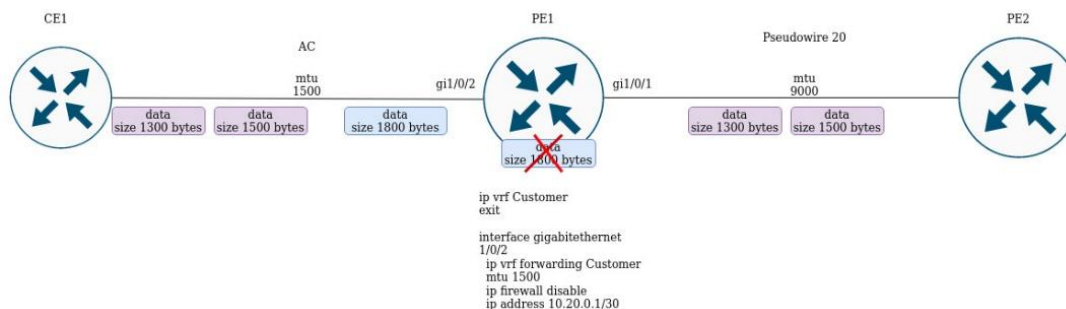 CE1
PE1
PE2
AC
Pseudowire 20
mtu
1500
gi1/0/2
gi1/0/1
mtu
9000
data
size 1300 bytes
data
size 1500 bytes
data
size 1800 bytes
data
size 1300 bytes
data
size 1500 bytes
data
size 1800 bytes
ip vrf Customer
exit
interface gigabitethernet
1/0/2
ip vrf forwarding Customer
mtu 1500
ip firewall disable
ip address 10.20.0.1/30